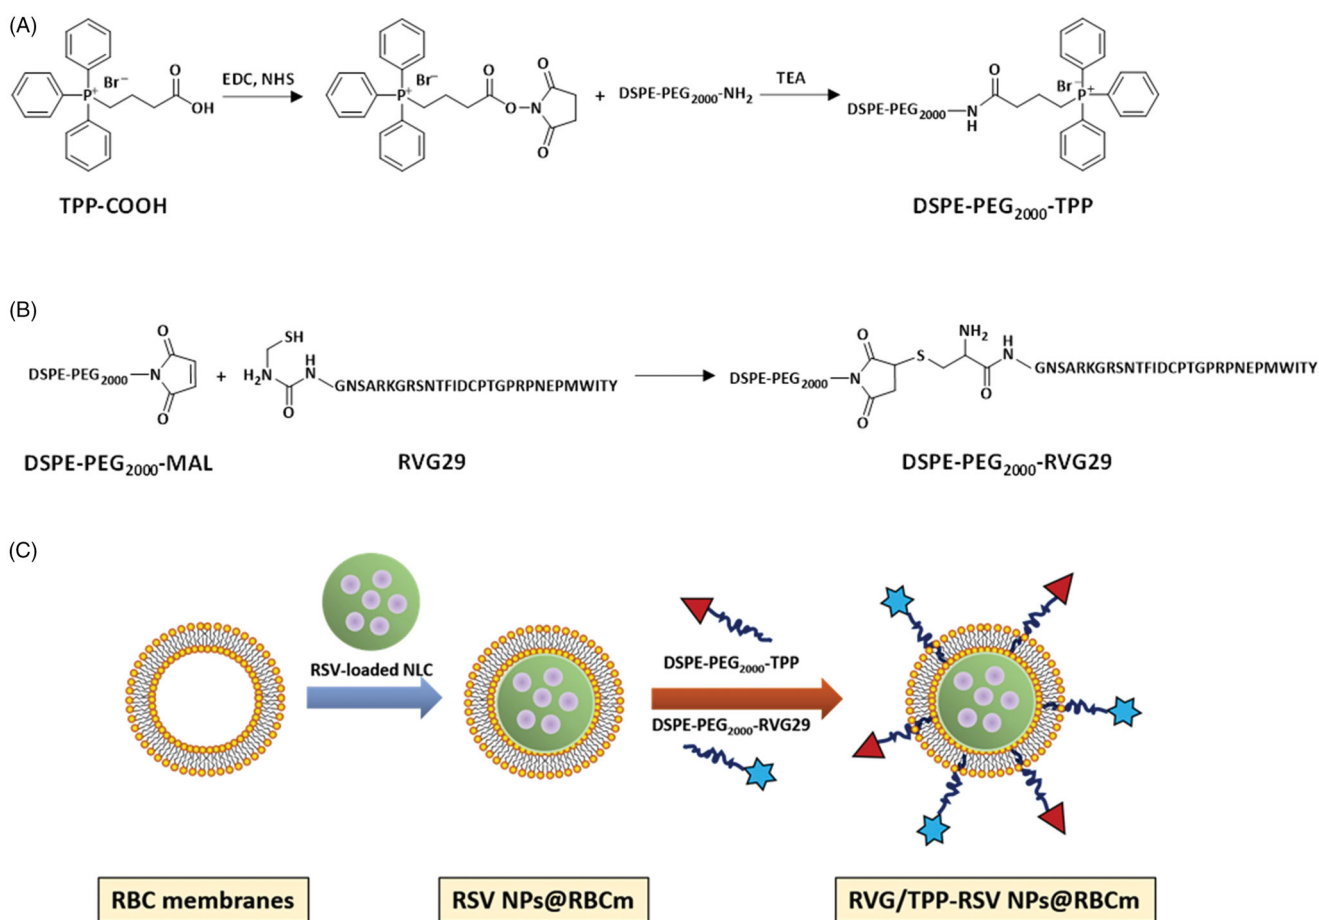 (A)
Br⁻
P⁺
O
OH
EDC, NHS
Br⁻
P⁺
O
O
N
O
O
+
DSPE-PEG₂₀₀₀-NH₂
TEA
DSPE-PEG₂₀₀₀
N
H
O
Br⁻
P⁺
TPP-COOH
DSPE-PEG₂₀₀₀-TPP
(B)
DSPE-PEG₂₀₀₀
N
O
O
+
SH
H₂N
O
H
N
GNSARKGRSNTFIDCPTGPRPNEPMWITY
DSPE-PEG₂₀₀₀
N
O
O
S
NH₂
O
H
N
GNSARKGRSNTFIDCPTGPRPNEPMWITY
DSPE-PEG₂₀₀₀-MAL
RVG29
DSPE-PEG₂₀₀₀-RVG29
(C)
RSV-loaded NLC
DSPE-PEG₂₀₀₀-TPP
DSPE-PEG₂₀₀₀-RVG29
RBC membranes
RSV NPs@RBCm
RVG/TPP-RSV NPs@RBCm